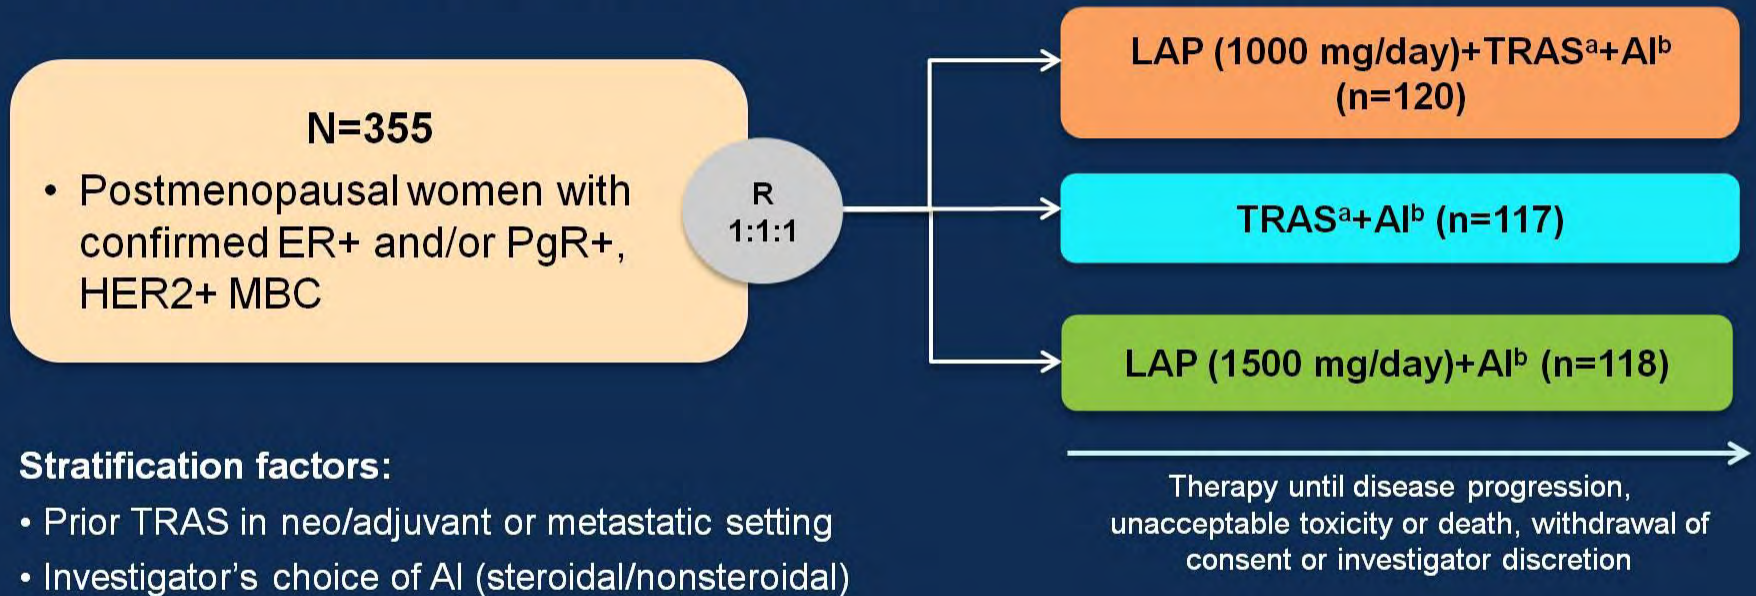 N=355
• Postmenopausal women with
confirmed ER+ and/or PgR+,
HER2+ MBC
R
1:1:1
LAP (1000 mg/day)+TRASᵃ+AIᵇ
(n=120)
TRASᵃ+AIᵇ (n=117)
LAP (1500 mg/day)+AIᵇ (n=118)
Therapy until disease progression,
unacceptable toxicity or death, withdrawal of
consent or investigator discretion
Stratification factors:
• Prior TRAS in neo/adjuvant or metastatic setting
• Investigator's choice of AI (steroidal/nonsteroidal)